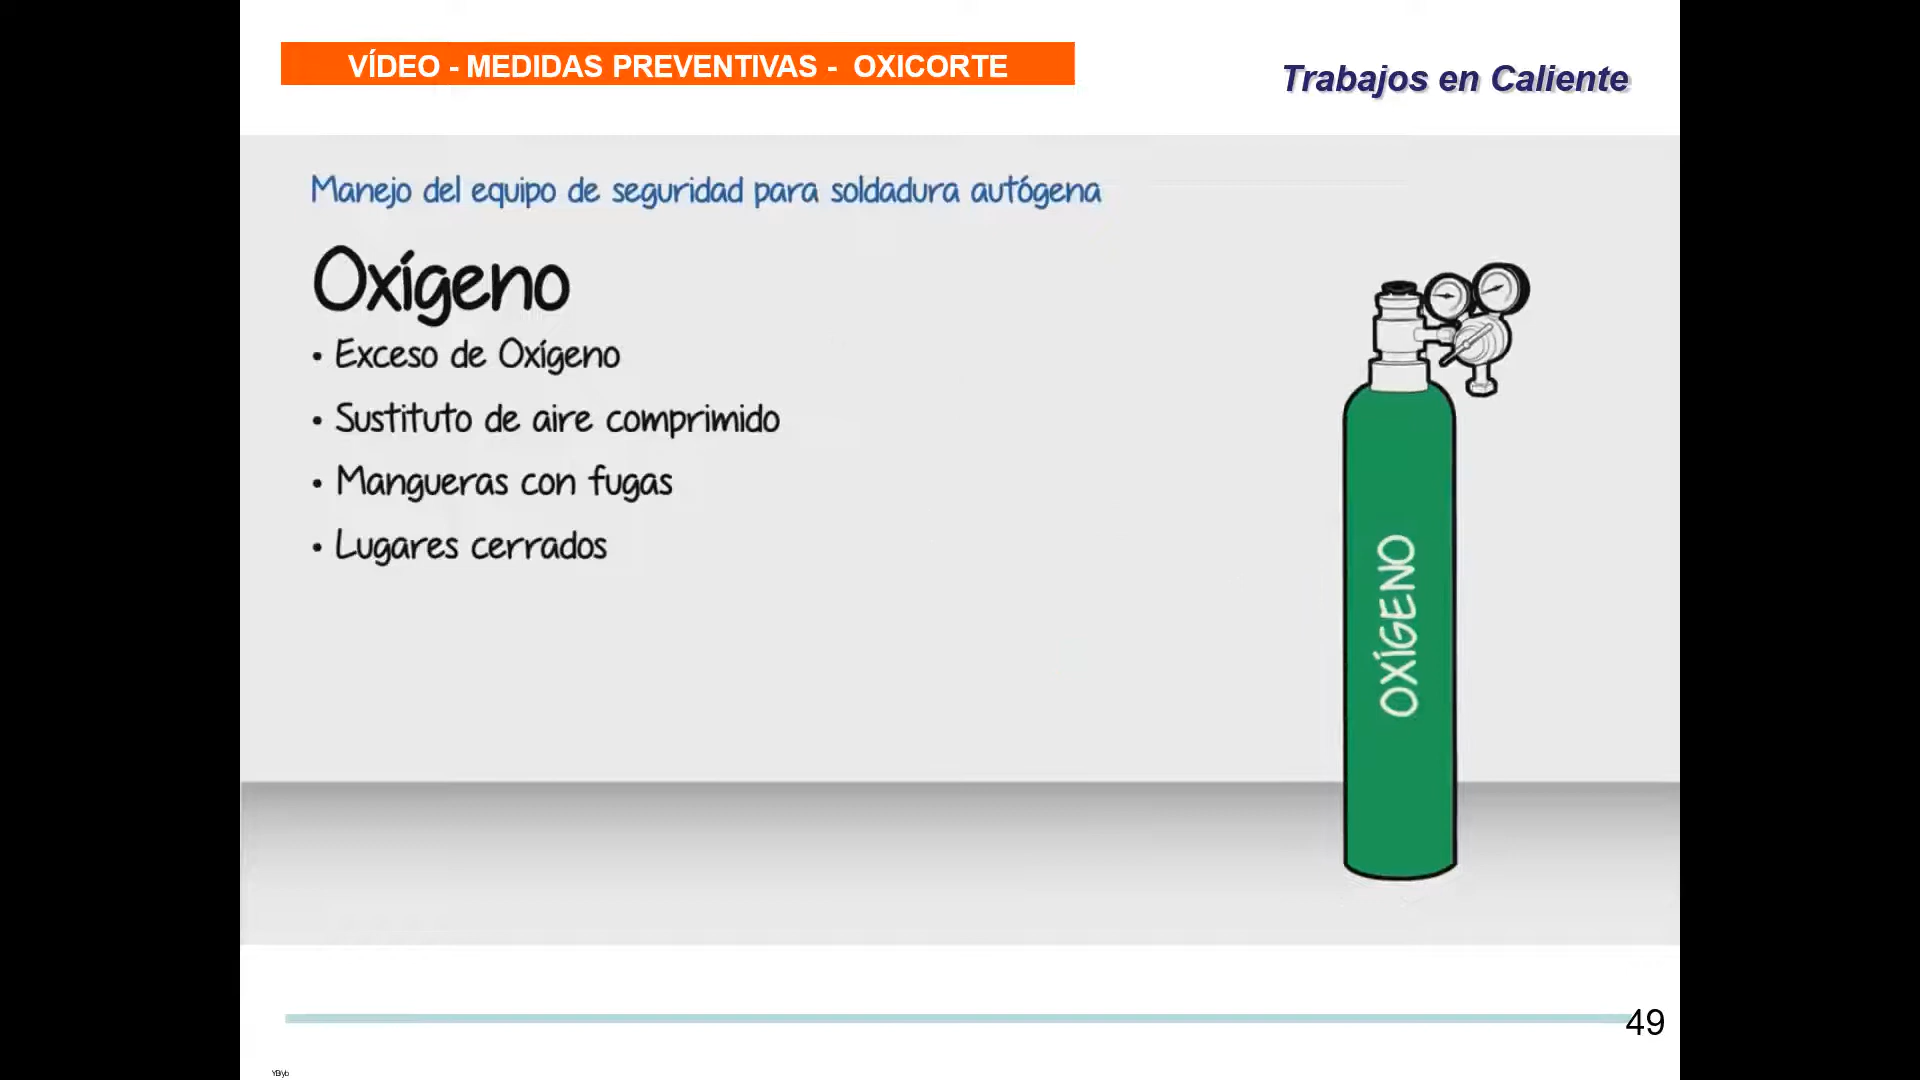 VÍDEO - MEDIDAS PREVENTIVAS -  OXICORTE
Trabajos en Caliente
Manejo del equipo de seguridad para soldadura autógena
Oxígeno
• Exceso de Oxígeno
• Sustituto de aire comprimido
• Mangueras con fugas
• Lugares cerrados
OXÍGENO
49